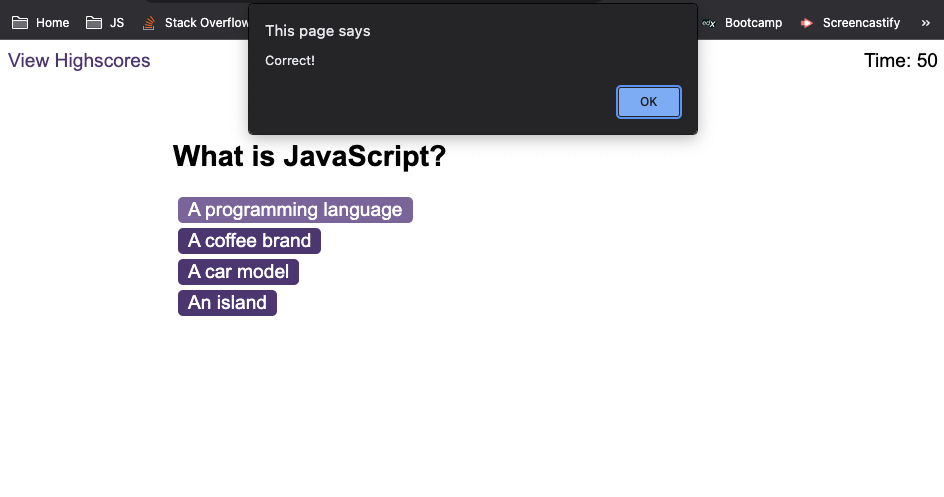 Home JS Stack Overflow edX Bootcamp Screencastify »
This page says
Correct!
OK
View Highscores Time: 50
What is JavaScript?
A programming language
A coffee brand
A car model
An island